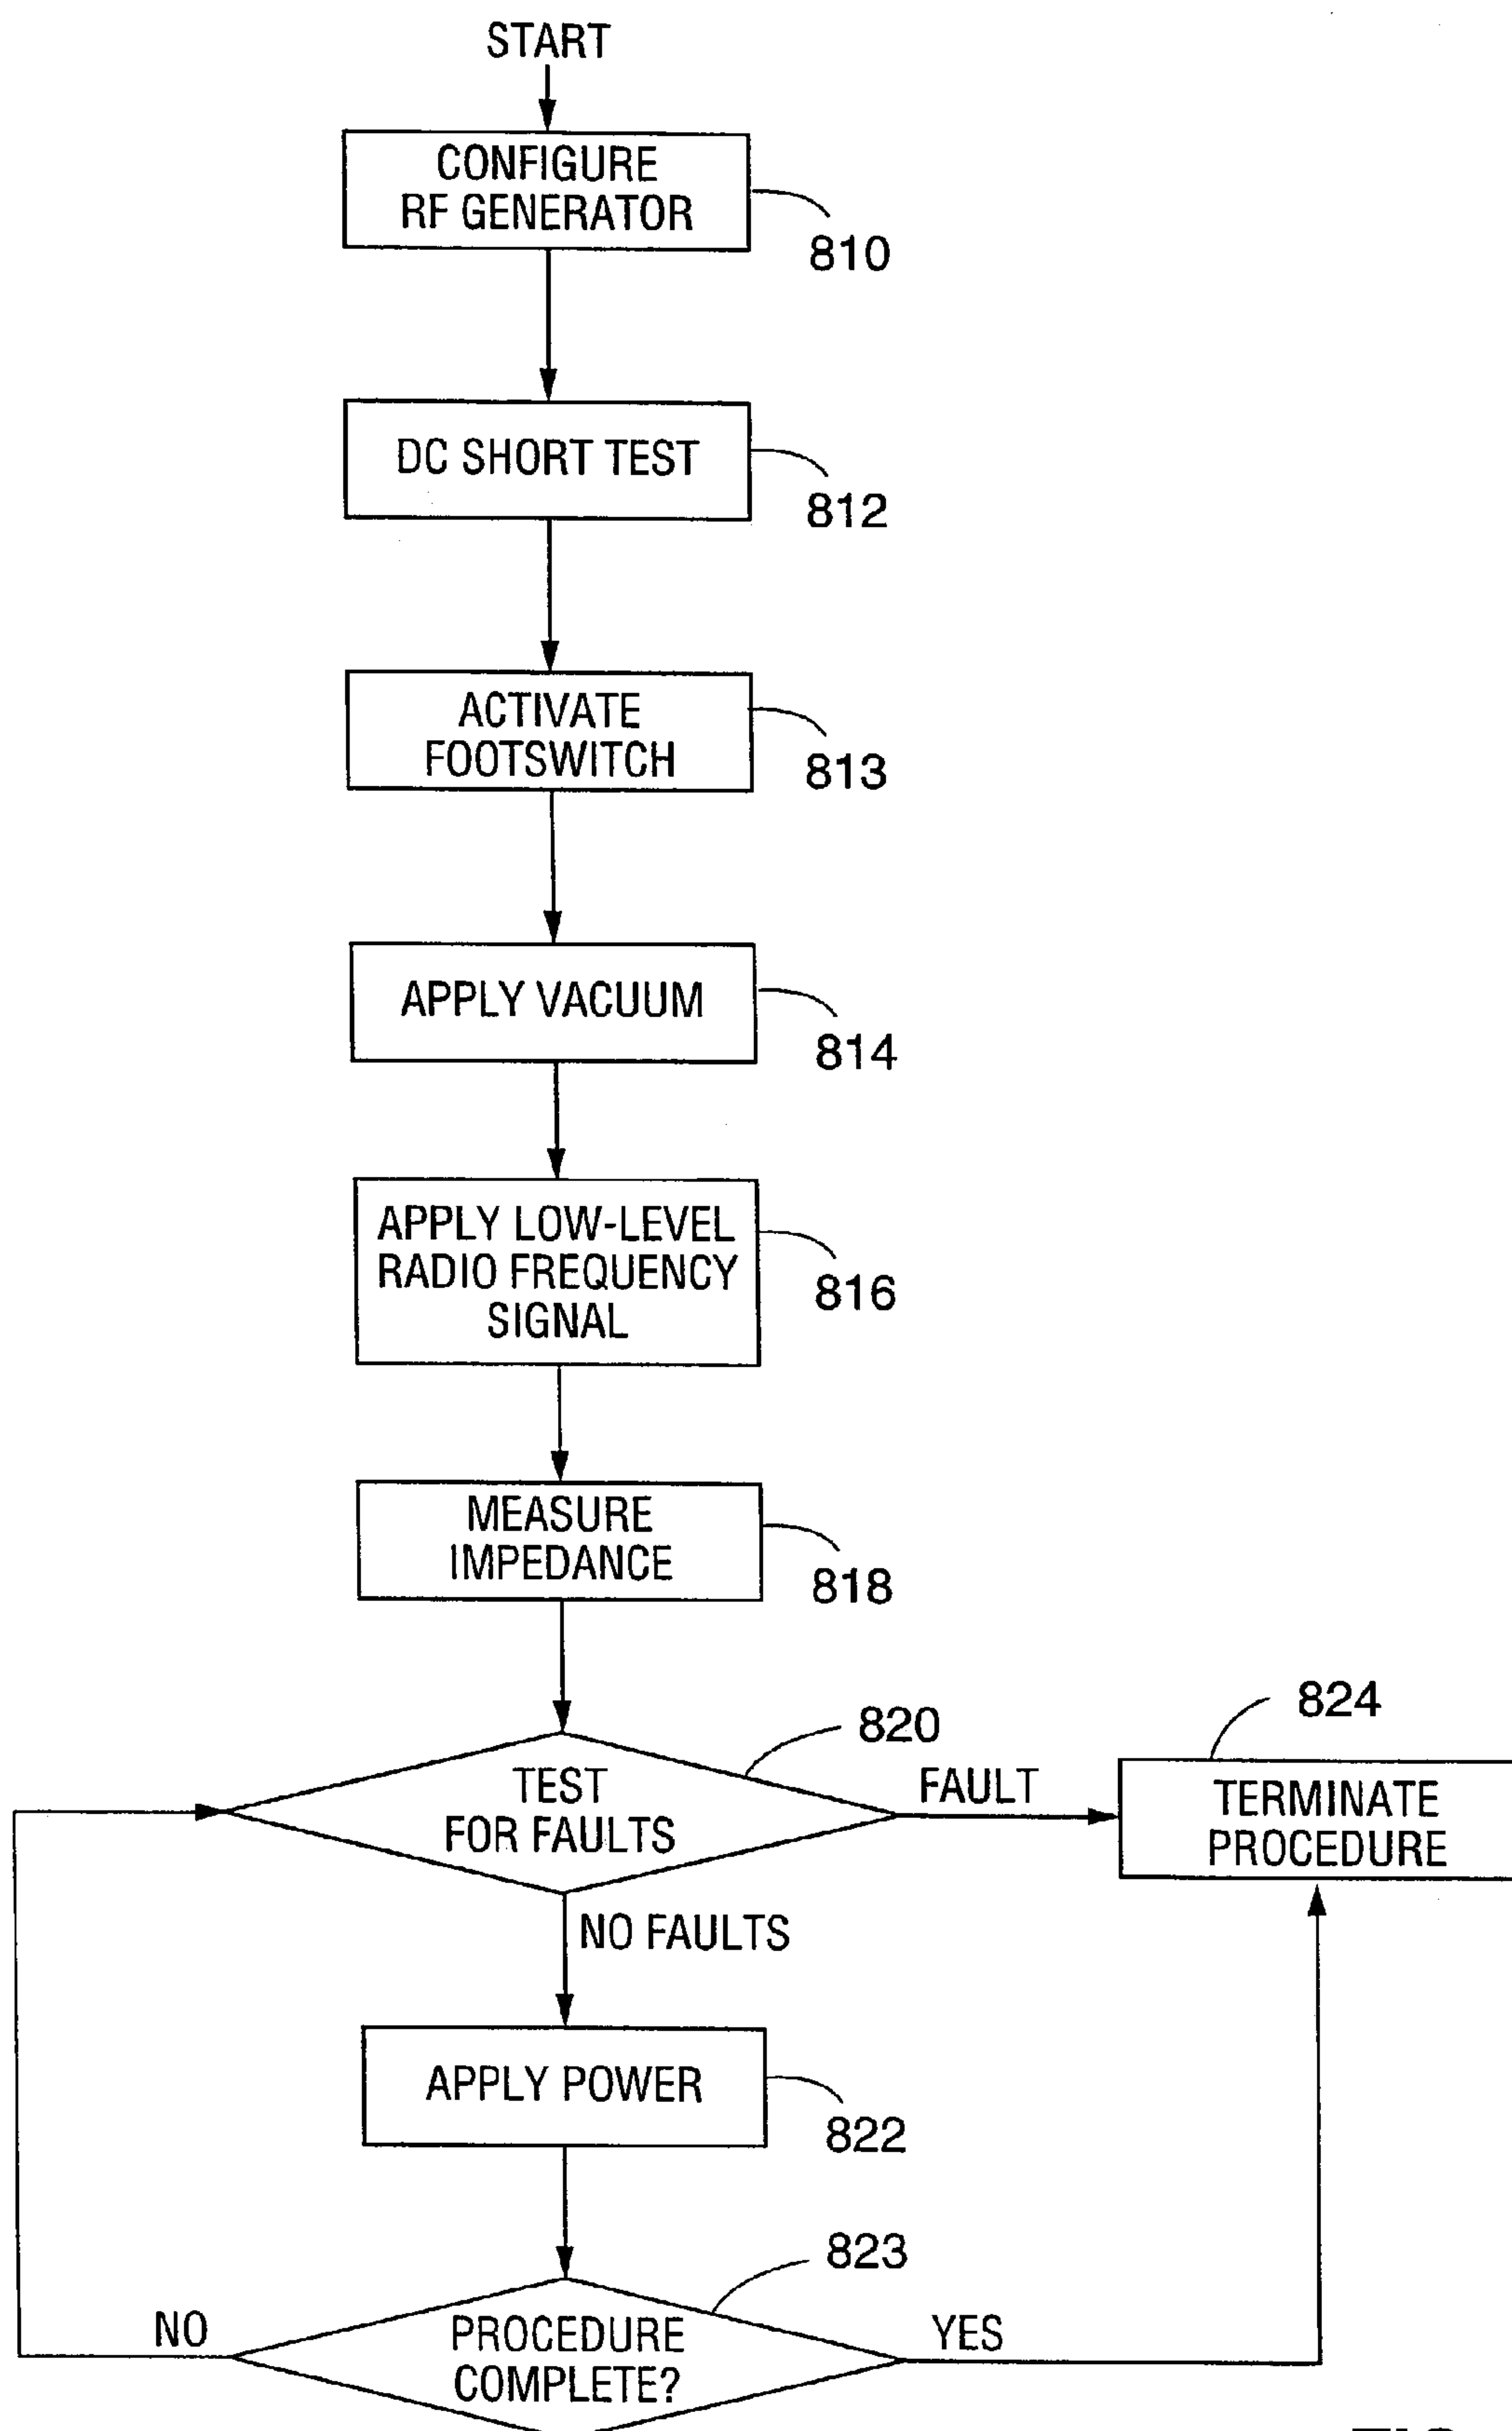 START
CONFIGURE
RF GENERATOR
810
DC SHORT TEST
812
ACTIVATE
FOOTSWITCH
813
APPLY VACUUM
814
APPLY LOW-LEVEL
RADIO FREQUENCY
SIGNAL
816
MEASURE
IMPEDANCE
818
820
824
TEST
FOR FAULTS
FAULT
TERMINATE
PROCEDURE
NO FAULTS
APPLY POWER
822
823
NO
PROCEDURE
COMPLETE?
YES